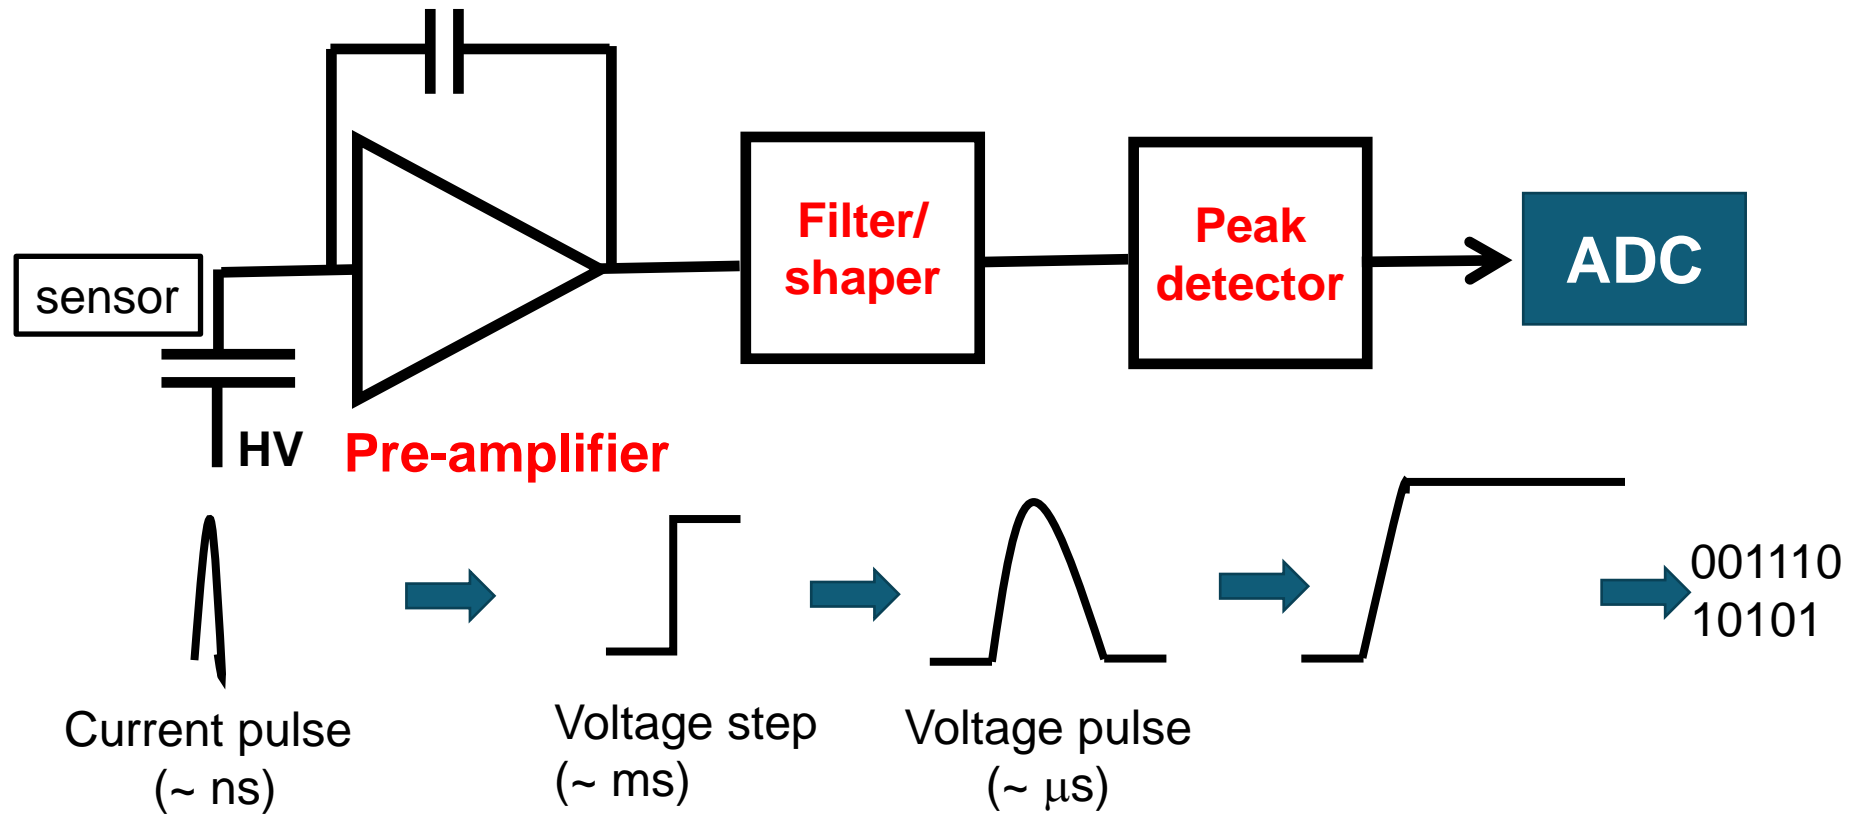 sensor
HV
Pre-amplifier
Filter/
shaper
Peak
detector
ADC
Current pulse
(~ ns)
Voltage step
(~ ms)
Voltage pulse
(~ μs)
001110
10101